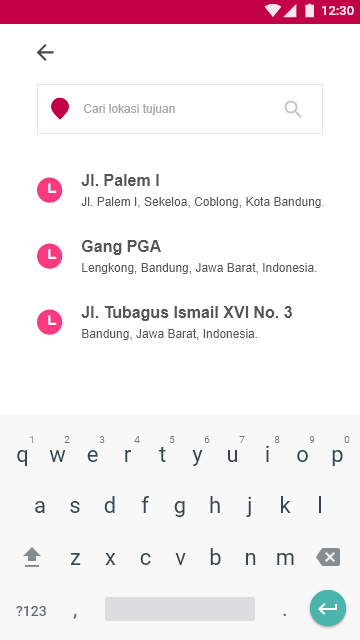 12:30
Cari lokasi tujuan
Jl. Palem I
Jl. Palem I, Sekeloa, Coblong, Kota Bandung.
Gang PGA
Lengkong, Bandung, Jawa Barat, Indonesia.
Jl. Tubagus Ismail XVI No. 3
Bandung, Jawa Barat, Indonesia.
1 2 3 4 5 6 7 8 9 0
q w e r t y u i o p
a s d f g h j k l
z x c v b n m
?123 , .